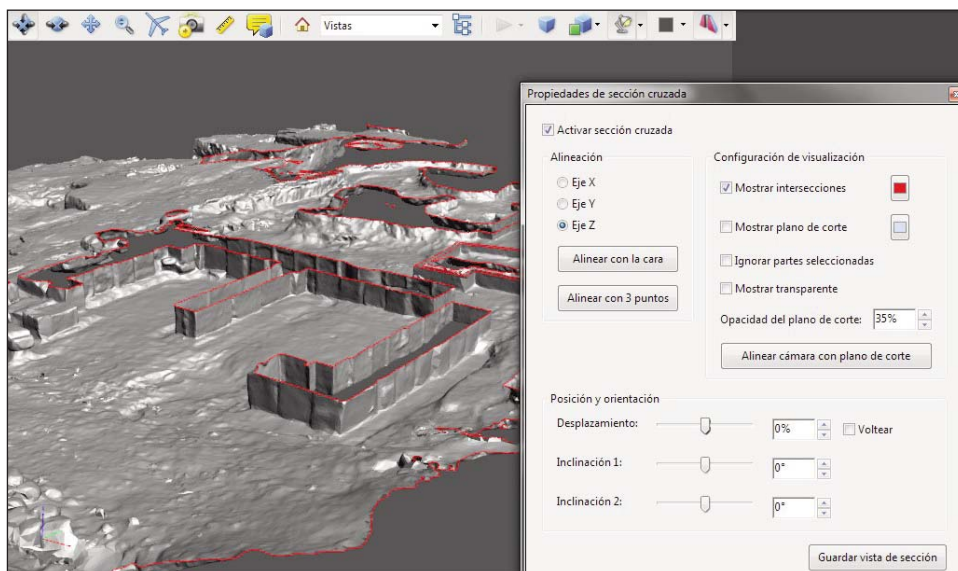 Vistas
Propiedades de sección cruzada
Activar sección cruzada
Alineación
Eje X
Eje Y
Eje Z
Alinear con la cara
Alinear con 3 puntos
Configuración de visualización
Mostrar intersecciones
Mostrar plano de corte
Ignorar partes seleccionadas
Mostrar transparente
Opacidad del plano de corte: 35%
Alinear cámara con plano de corte
Posición y orientación
Desplazamiento: 0% Voltear
Inclinación 1: 0°
Inclinación 2: 0°
Guardar vista de sección